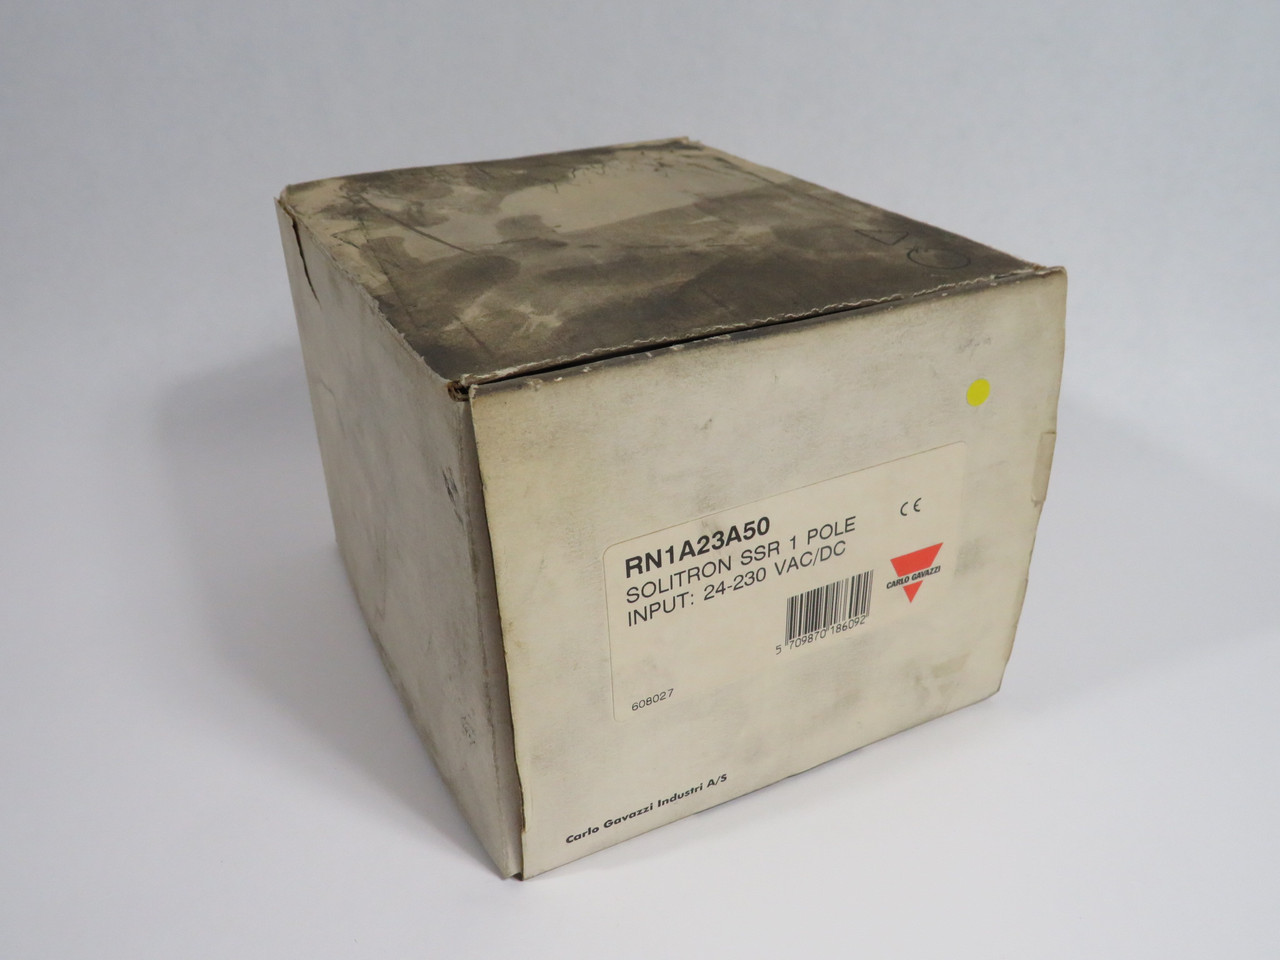 RN1A23A50
SOLITRON SSR 1 POLE
INPUT: 24-230 VAC/DC
CE
CARLO GAVAZZI
5 709870 186092
608027
Carlo Gavazzi Industri A/S